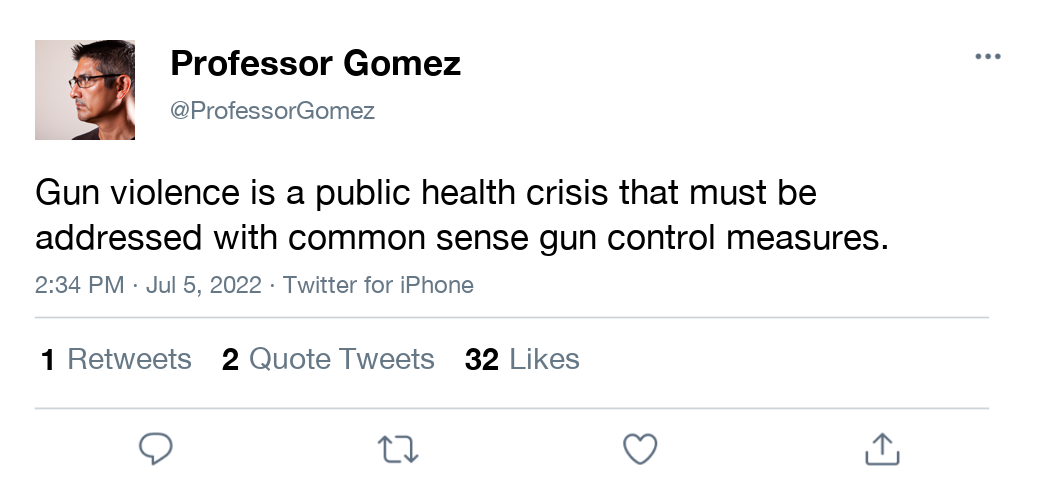 Professor Gomez
@ProfessorGomez
Gun violence is a public health crisis that must be
addressed with common sense gun control measures.
2:34 PM · Jul 5, 2022 · Twitter for iPhone
1 Retweets 2 Quote Tweets 32 Likes